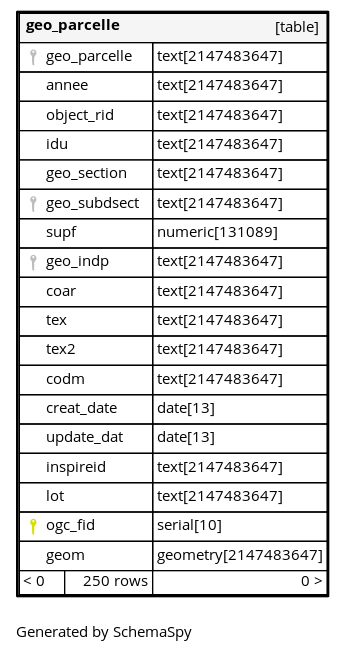 geo_parcelle [table]
geo_parcelle text[2147483647]
annee text[2147483647]
object_rid text[2147483647]
idu text[2147483647]
geo_section text[2147483647]
geo_subdsect text[2147483647]
supf numeric[131089]
geo_indp text[2147483647]
coar text[2147483647]
tex text[2147483647]
tex2 text[2147483647]
codm text[2147483647]
creat_date date[13]
update_dat date[13]
inspireid text[2147483647]
lot text[2147483647]
ogc_fid serial[10]
geom geometry[2147483647]
< 0 250 rows 0 >
Generated by SchemaSpy